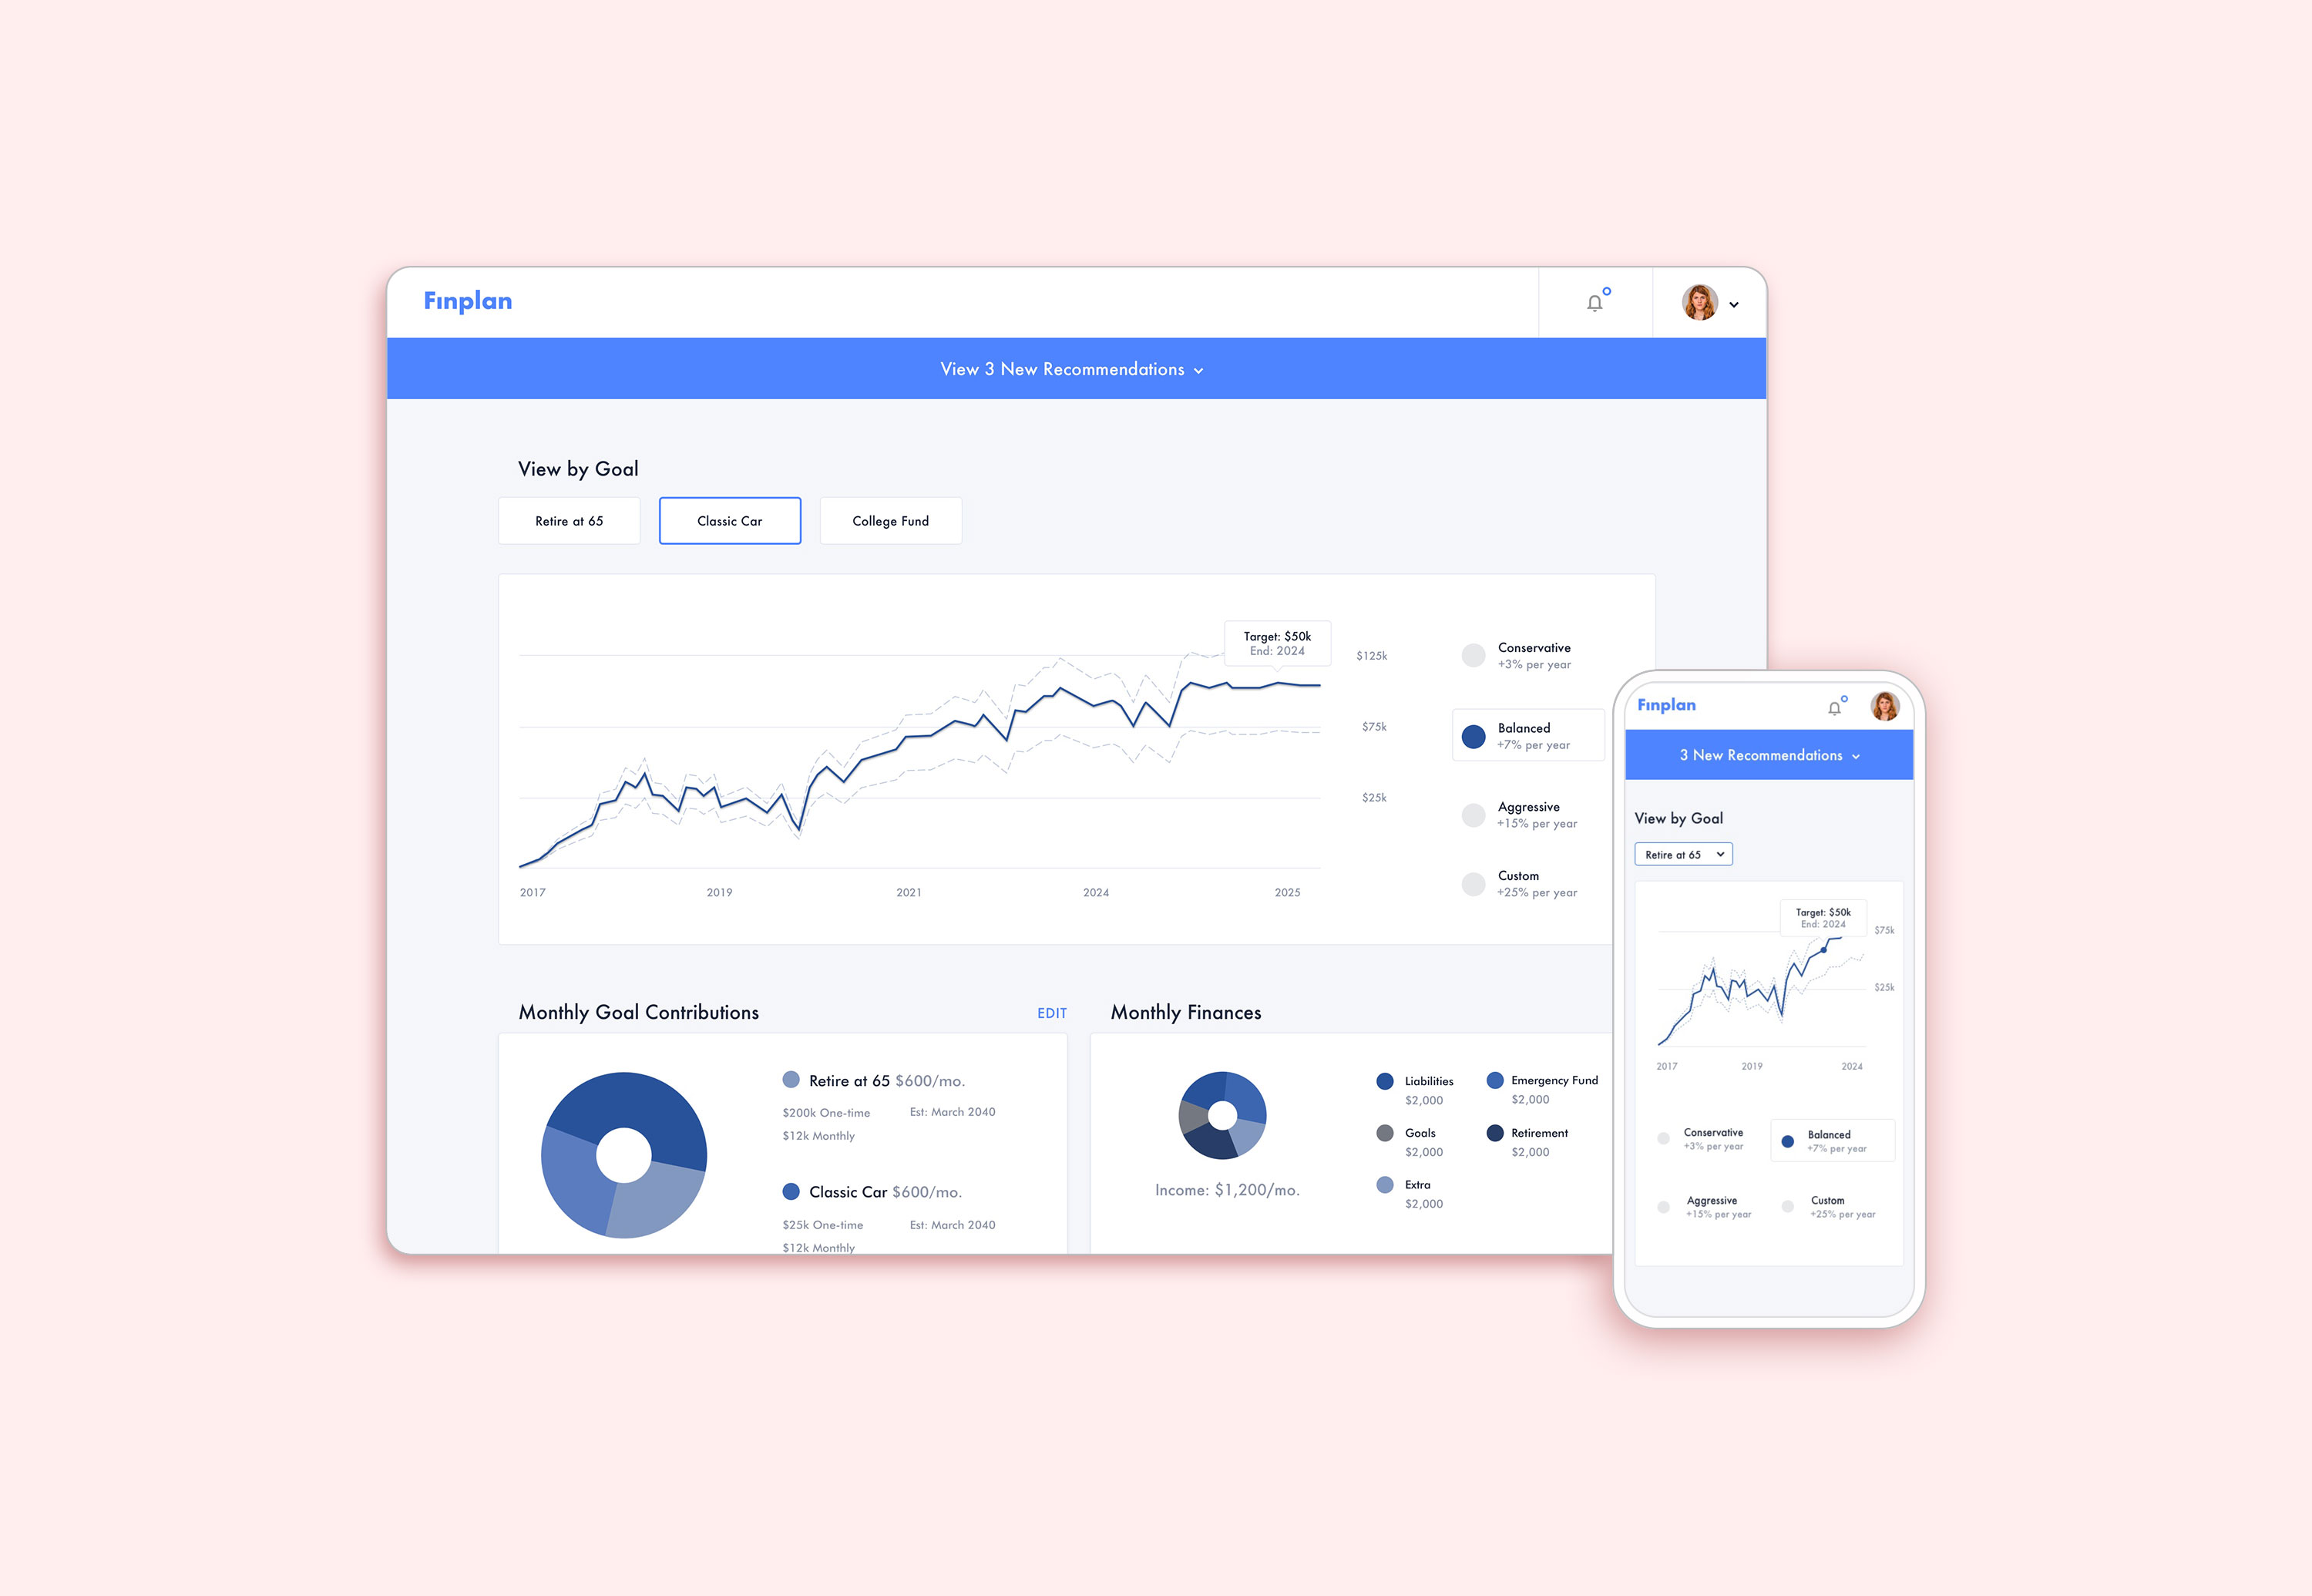 Fınplan
View 3 New Recommendations
View by Goal
Retire at 65
Classic Car
College Fund
Target: $50k
End: 2024
$125k
$75k
$25k
2017
2019
2021
2024
2025
Conservative
+3% per year
Balanced
+7% per year
Aggressive
+15% per year
Custom
+25% per year
Monthly Goal Contributions
EDIT
Retire at 65 $600/mo.
$200k One-time
Est: March 2040
$12k Monthly
Classic Car $600/mo.
$25k One-time
Est: March 2040
$12k Monthly
Monthly Finances
Income: $1,200/mo.
Liabilities
$2,000
Emergency Fund
$2,000
Goals
$2,000
Retirement
$2,000
Extra
$2,000
Fınplan
3 New Recommendations
View by Goal
Retire at 65
Target: $50k
End: 2024
$75k
$25k
2017
2019
2024
Conservative
+3% per year
Balanced
+7% per year
Aggressive
+15% per year
Custom
+25% per year